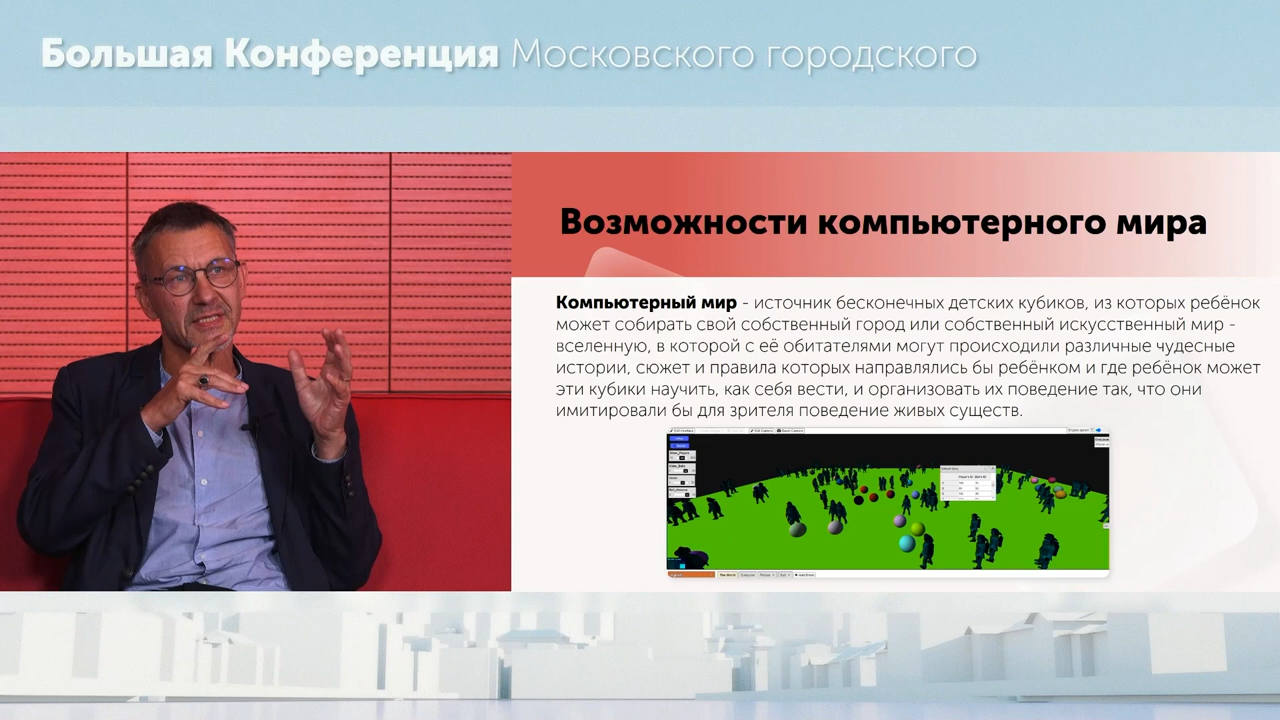 Большая Конференция Московского городского
Возможности компьютерного мира
Компьютерный мир - источник бесконечных детских кубиков, из которых ребёнок
может собирать свой собственный город или собственный искусственный мир -
вселенную, в которой с её обитателями могут происходили различные чудесные
истории, сюжет и правила которых направлялись бы ребёнком и где ребёнок может
эти кубики научить, как себя вести, и организовать их поведение так, что они
имитировали бы для зрителя поведение живых существ.